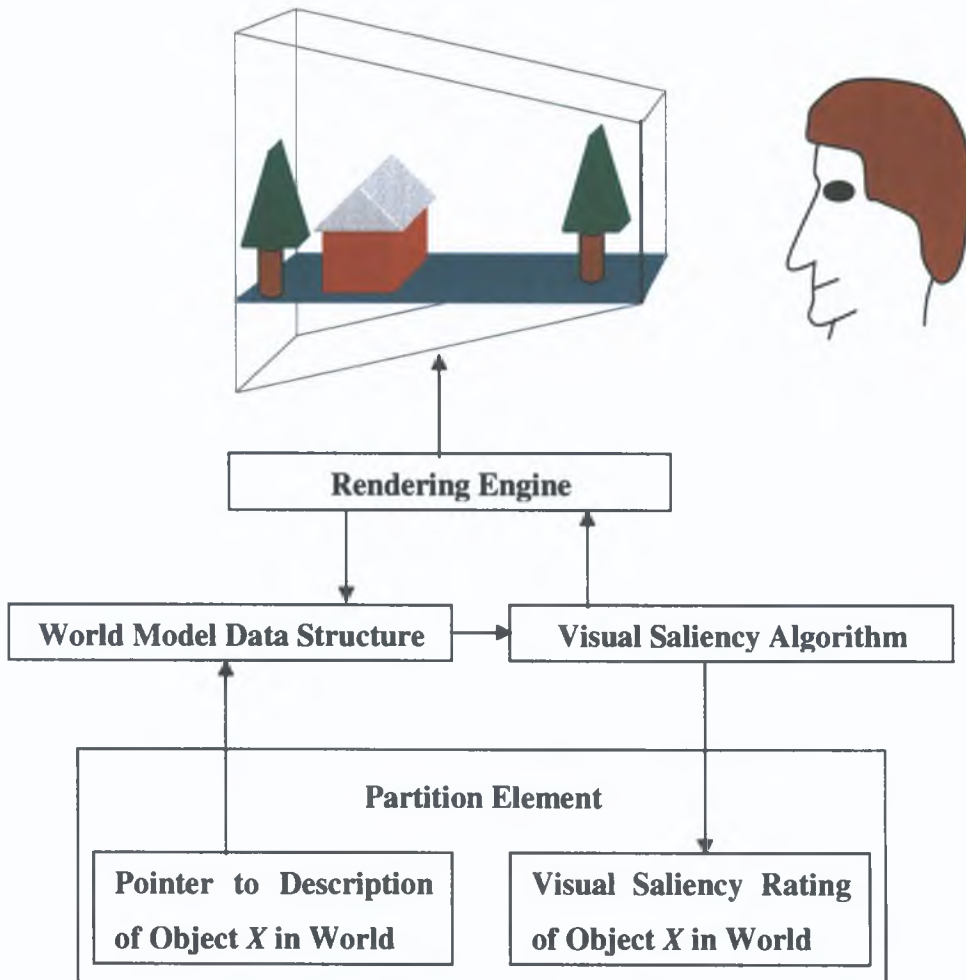 Rendering Engine
World Model Data Structure
Visual Saliency Algorithm
Partition Element
Pointer to Description
of Object X in World
Visual Saliency Rating
of Object X in World